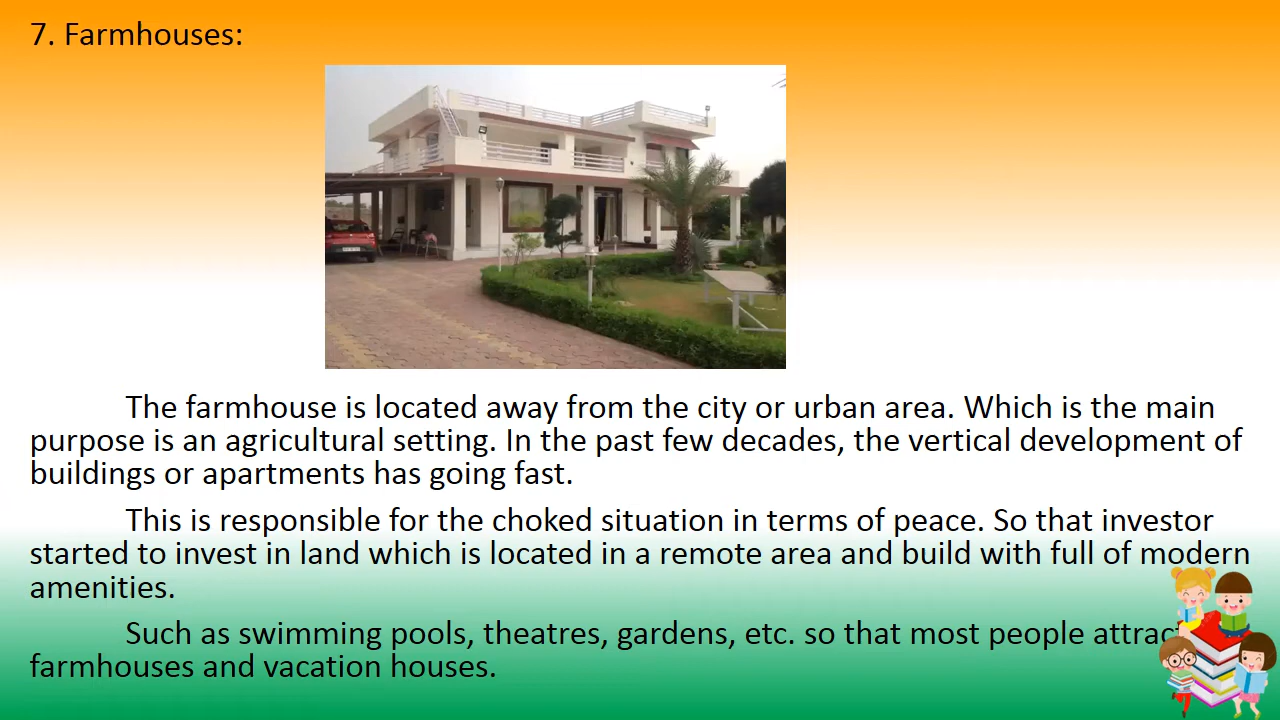 7. Farmhouses:
The farmhouse is located away from the city or urban area. Which is the main
purpose is an agricultural setting. In the past few decades, the vertical development of
buildings or apartments has going fast.
This is responsible for the choked situation in terms of peace. So that investor
started to invest in land which is located in a remote area and build with full of modern
amenities.
Such as swimming pools, theatres, gardens, etc. so that most people
farmhouses and vacation houses.